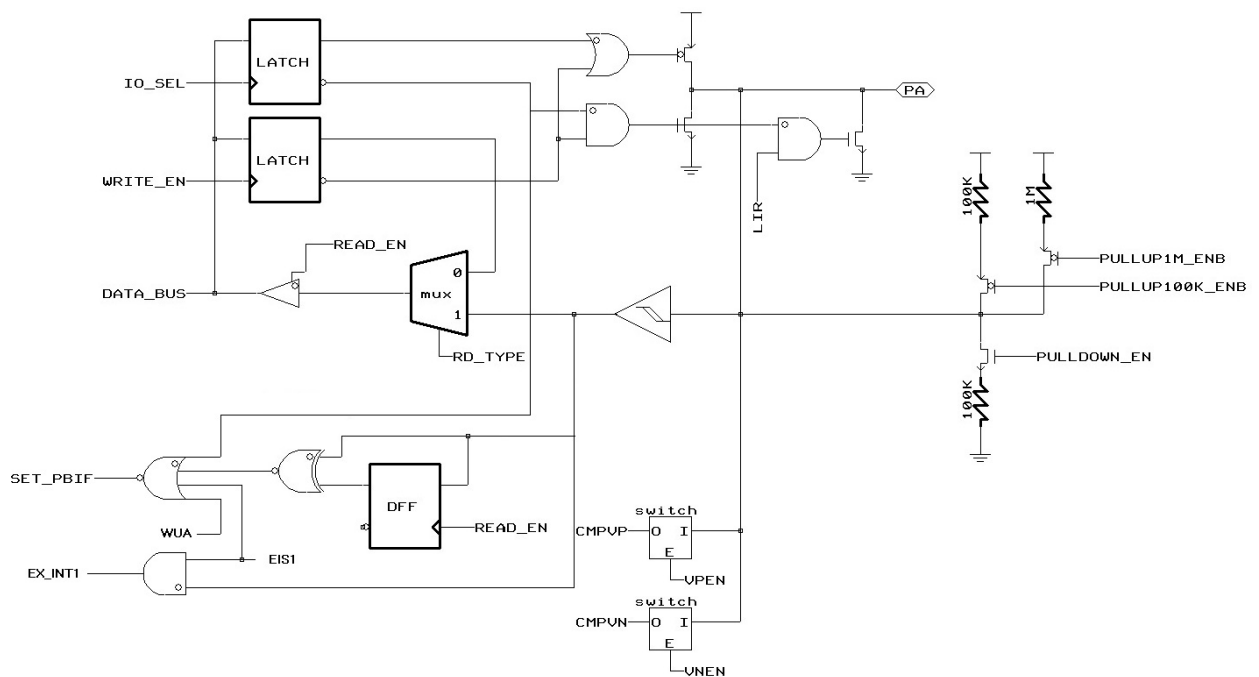 LATCH
IO_SEL
PA
LATCH
WRITE_EN
LIR
100K
1M
READ_EN
0
PULLUP1M_ENB
DATA_BUS
mux
PULLUP100K_ENB
1
RD_TYPE
PULLDOWN_EN
100K
SET_PBIF
DFF
READ_EN
WUA
switch
CMPVP
O I
E
EIS1
EX_INT1
VPEN
switch
CMPVN
O I
E
VNEN